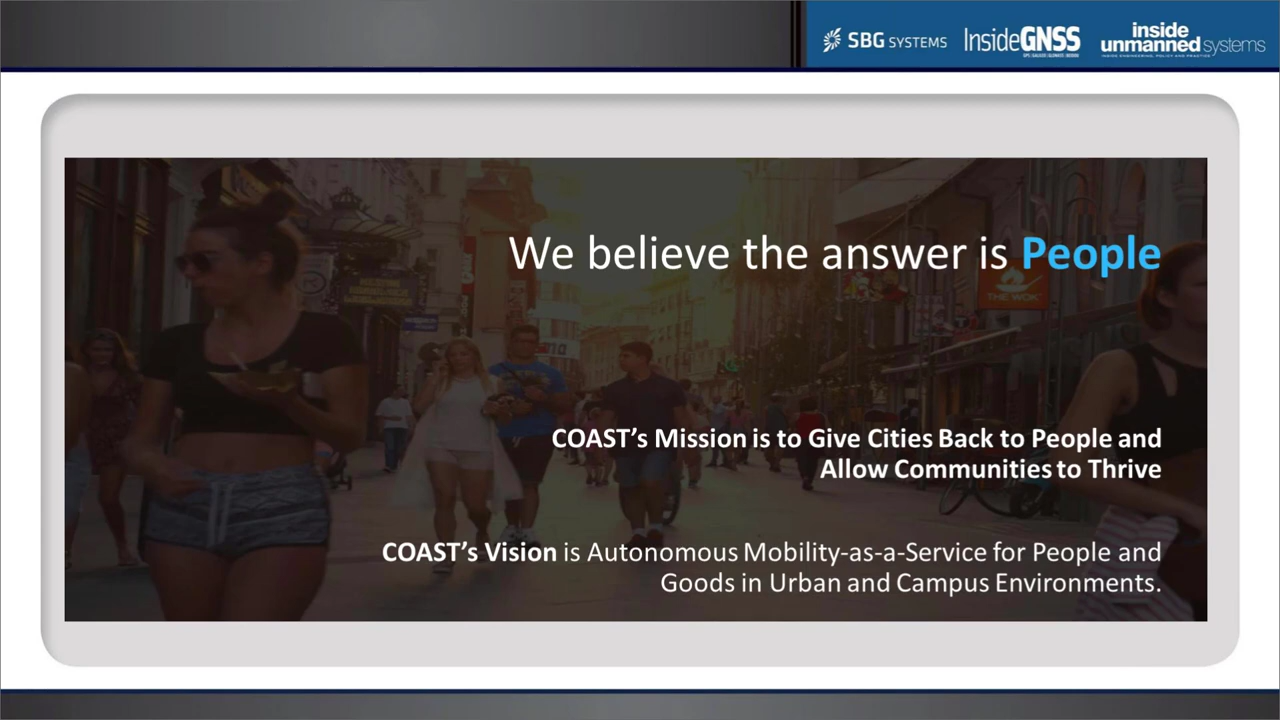 SBG SYSTEMS
InsideGNSS
inside
unmanned systems
We believe the answer is People
THE WOK
COAST’s Mission is to Give Cities Back to People and
Allow Communities to Thrive
COAST’s Vision is Autonomous Mobility-as-a-Service for People and
Goods in Urban and Campus Environments.